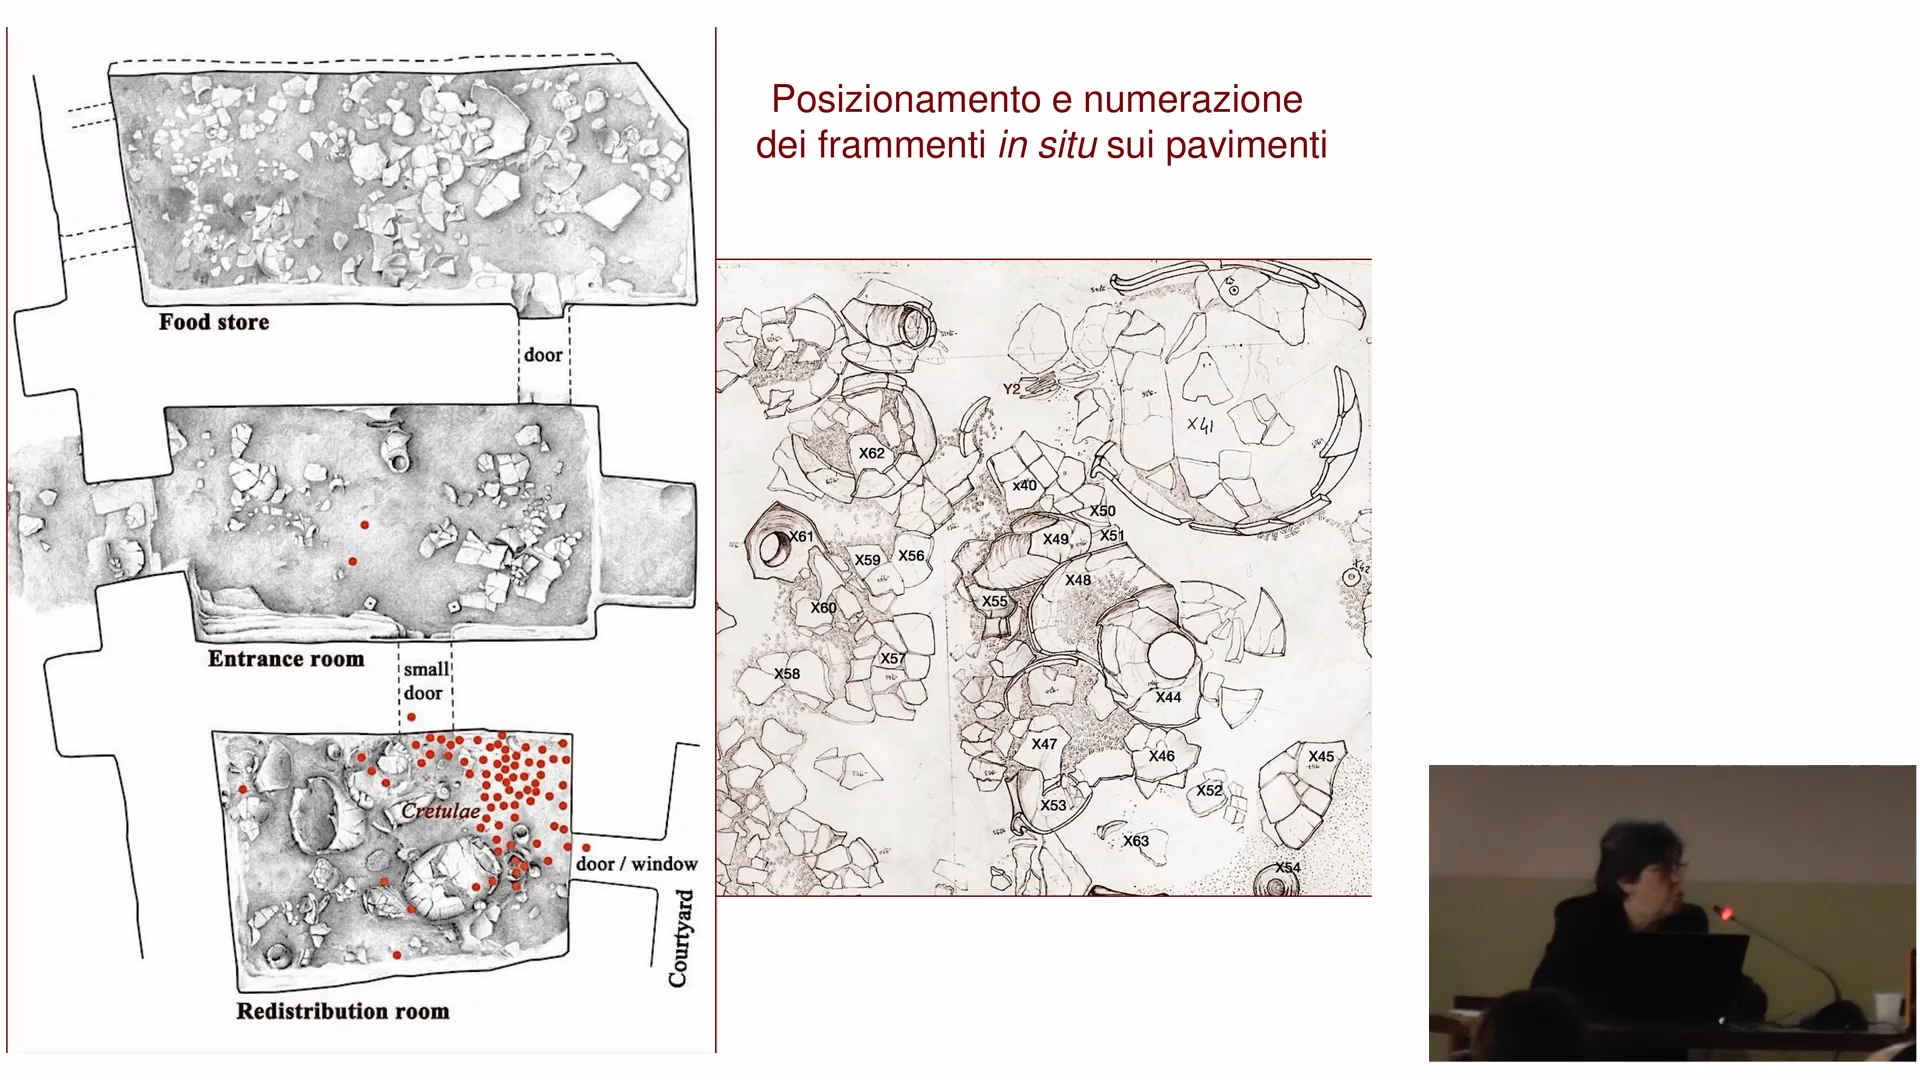 Posizionamento e numerazione
dei frammenti in situ sui pavimenti
Food store
door
Entrance room
small
door
Cretulae
door / window
Courtyard
Redistribution room
Y2
X41
X62
x40
X50
X61
X49
X51
X59
X56
X48
X55
X60
X57
X58
X44
X47
X46
X45
X52
X53
X63
X54